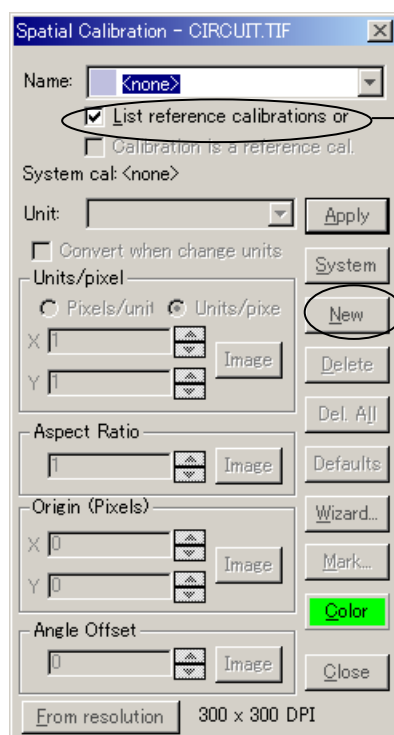 Spatial Calibration - CIRCUIT.TIF
Name: <none>
List reference calibrations or
Calibration is a reference cal.
System cal: <none>
Unit:
Apply
Convert when change units
System
Units/pixel
Pixels/unit Units/pixe
New
X 1
Image
Y 1
Delete
Del. All
Aspect Ratio
1 Image
Defaults
Origin (Pixels)
Wizard...
X 0
Image
Mark...
Y 0
Color
Angle Offset
0 Image
Close
From resolution 300 x 300 DPI